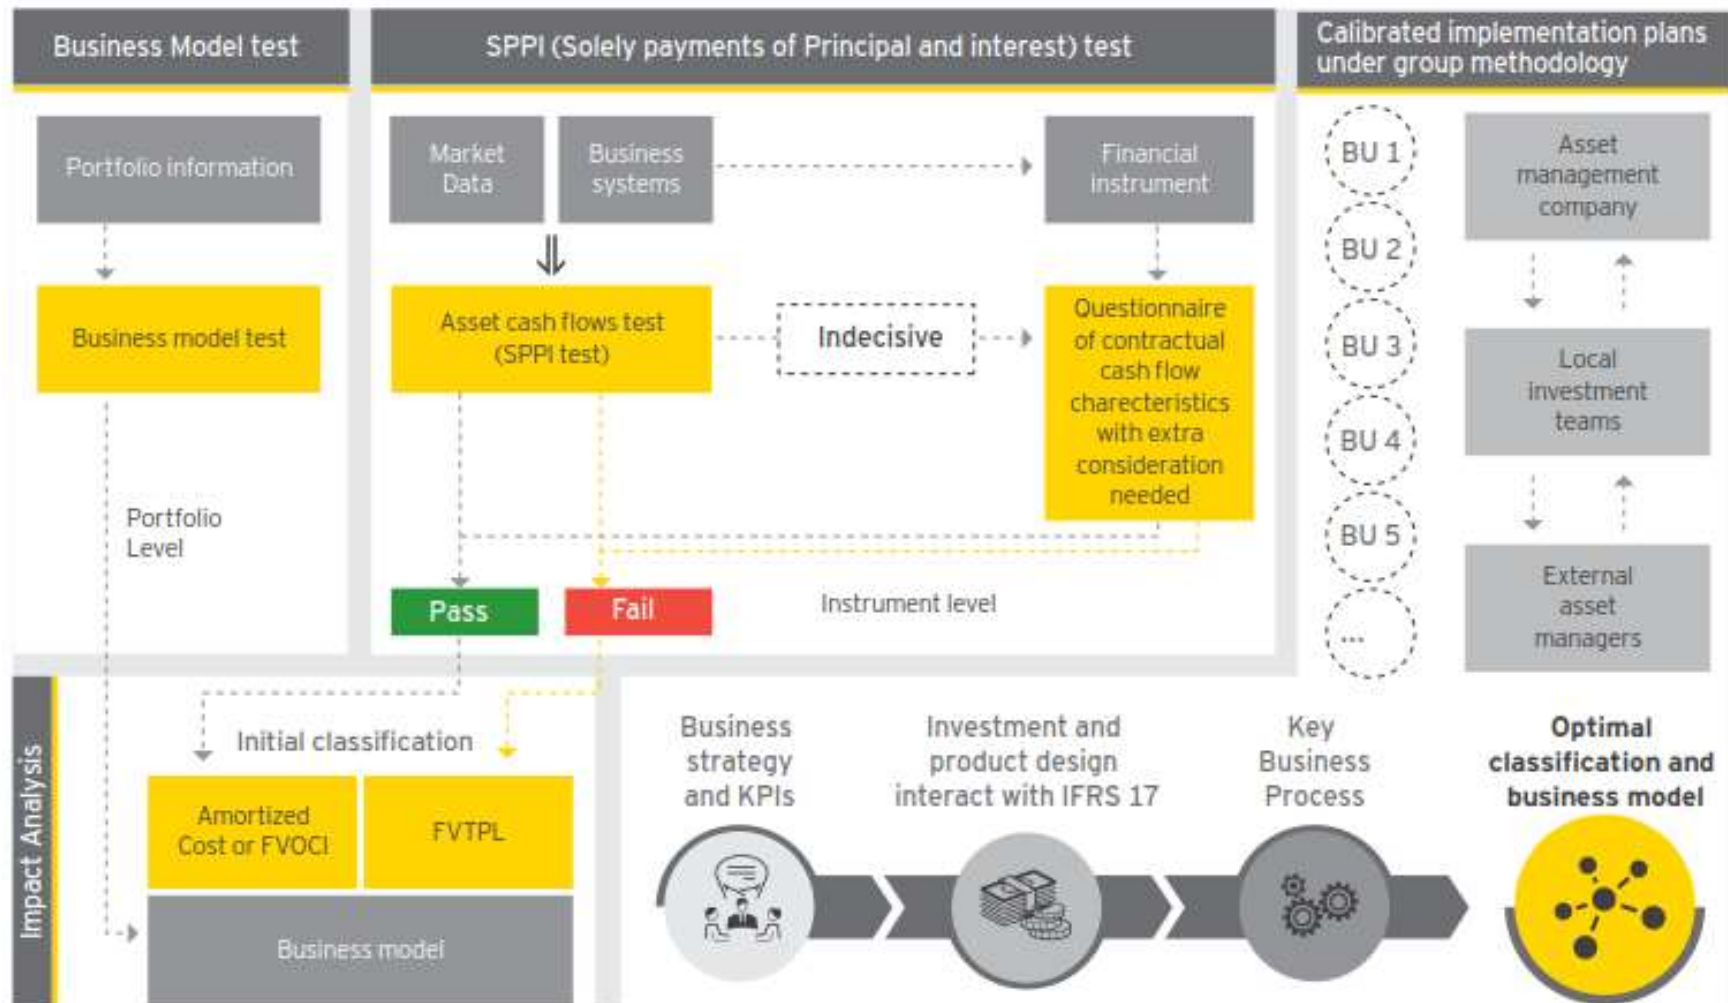 Business Model test
SPPI (Solely payments of Principal and interest) test
Calibrated implementation plans
under group methodology
Portfolio information
Business model test
Portfolio
Level
Market
Data
Business
systems
Financial
instrument
Asset cash flows test
(SPPI test)
Indecisive
Questionnaire
of contractual
cash flow
charecteristics
with extra
consideration
needed
Pass
Fail
Instrument level
BU 1
BU 2
BU 3
BU 4
BU 5
...
Asset
management
company
Local
investment
teams
External
asset
managers
Impact Analysis
Initial classification
Amortized
Cost or FVOCI
FVTPL
Business model
Business
strategy
and KPIs
Investment and
product design
interact with IFRS 17
Key
Business
Process
Optimal
classification and
business model